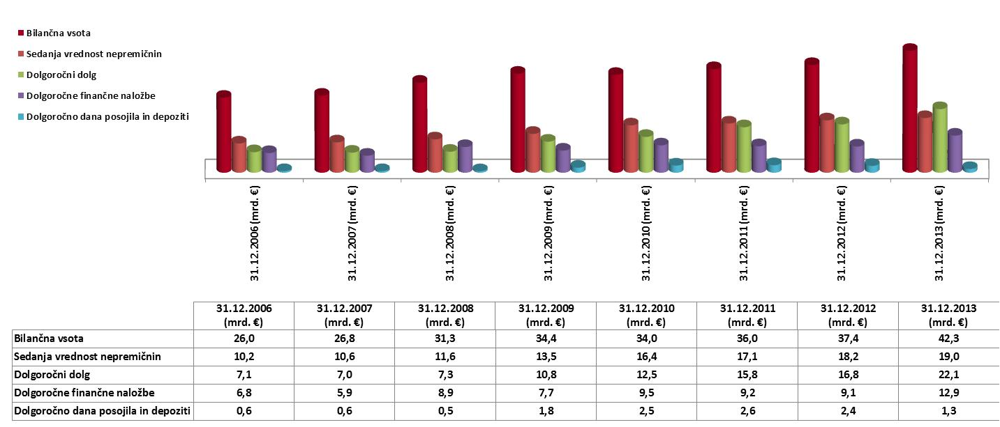 Bilančna vsota
Sedanja vrednost nepremičnin
Dolgoročni dolg
Dolgoročne finančne naložbe
Dolgoročno dana posojila in depoziti
31.12.2006 (mrd. €)
31.12.2007 (mrd. €)
31.12.2008 (mrd. €)
31.12.2009 (mrd. €)
31.12.2010 (mrd. €)
31.12.2011 (mrd. €)
31.12.2012 (mrd. €)
31.12.2013 (mrd. €)
31.12.2006 31.12.2007 31.12.2008 31.12.2009 31.12.2010 31.12.2011 31.12.2012 31.12.2013
(mrd. €) (mrd. €) (mrd. €) (mrd. €) (mrd. €) (mrd. €) (mrd. €) (mrd. €)
Bilančna vsota 26,0 26,8 31,3 34,4 34,0 36,0 37,4 42,3
Sedanja vrednost nepremičnin 10,2 10,6 11,6 13,5 16,4 17,1 18,2 19,0
Dolgoročni dolg 7,1 7,0 7,3 10,8 12,5 15,8 16,8 22,1
Dolgoročne finančne naložbe 6,8 5,9 8,9 7,7 9,5 9,2 9,1 12,9
Dolgoročno dana posojila in depoziti 0,6 0,6 0,5 1,8 2,5 2,6 2,4 1,3